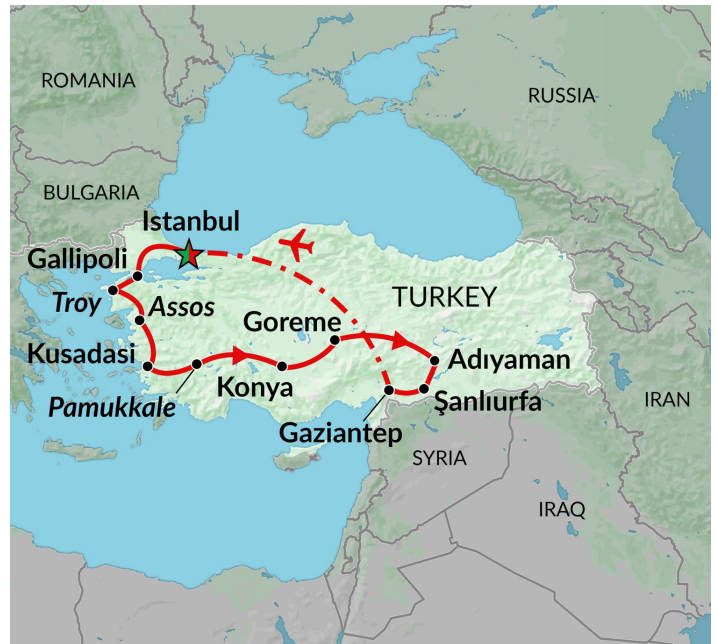 ROMANIA
RUSSIA
BULGARIA
Istanbul
Gallipoli
Troy
Assos
TURKEY
Goreme
Kusadasi
Adıyaman
Konya
Pamukkale
Şanlıurfa
IRAN
Gaziantep
SYRIA
IRAQ